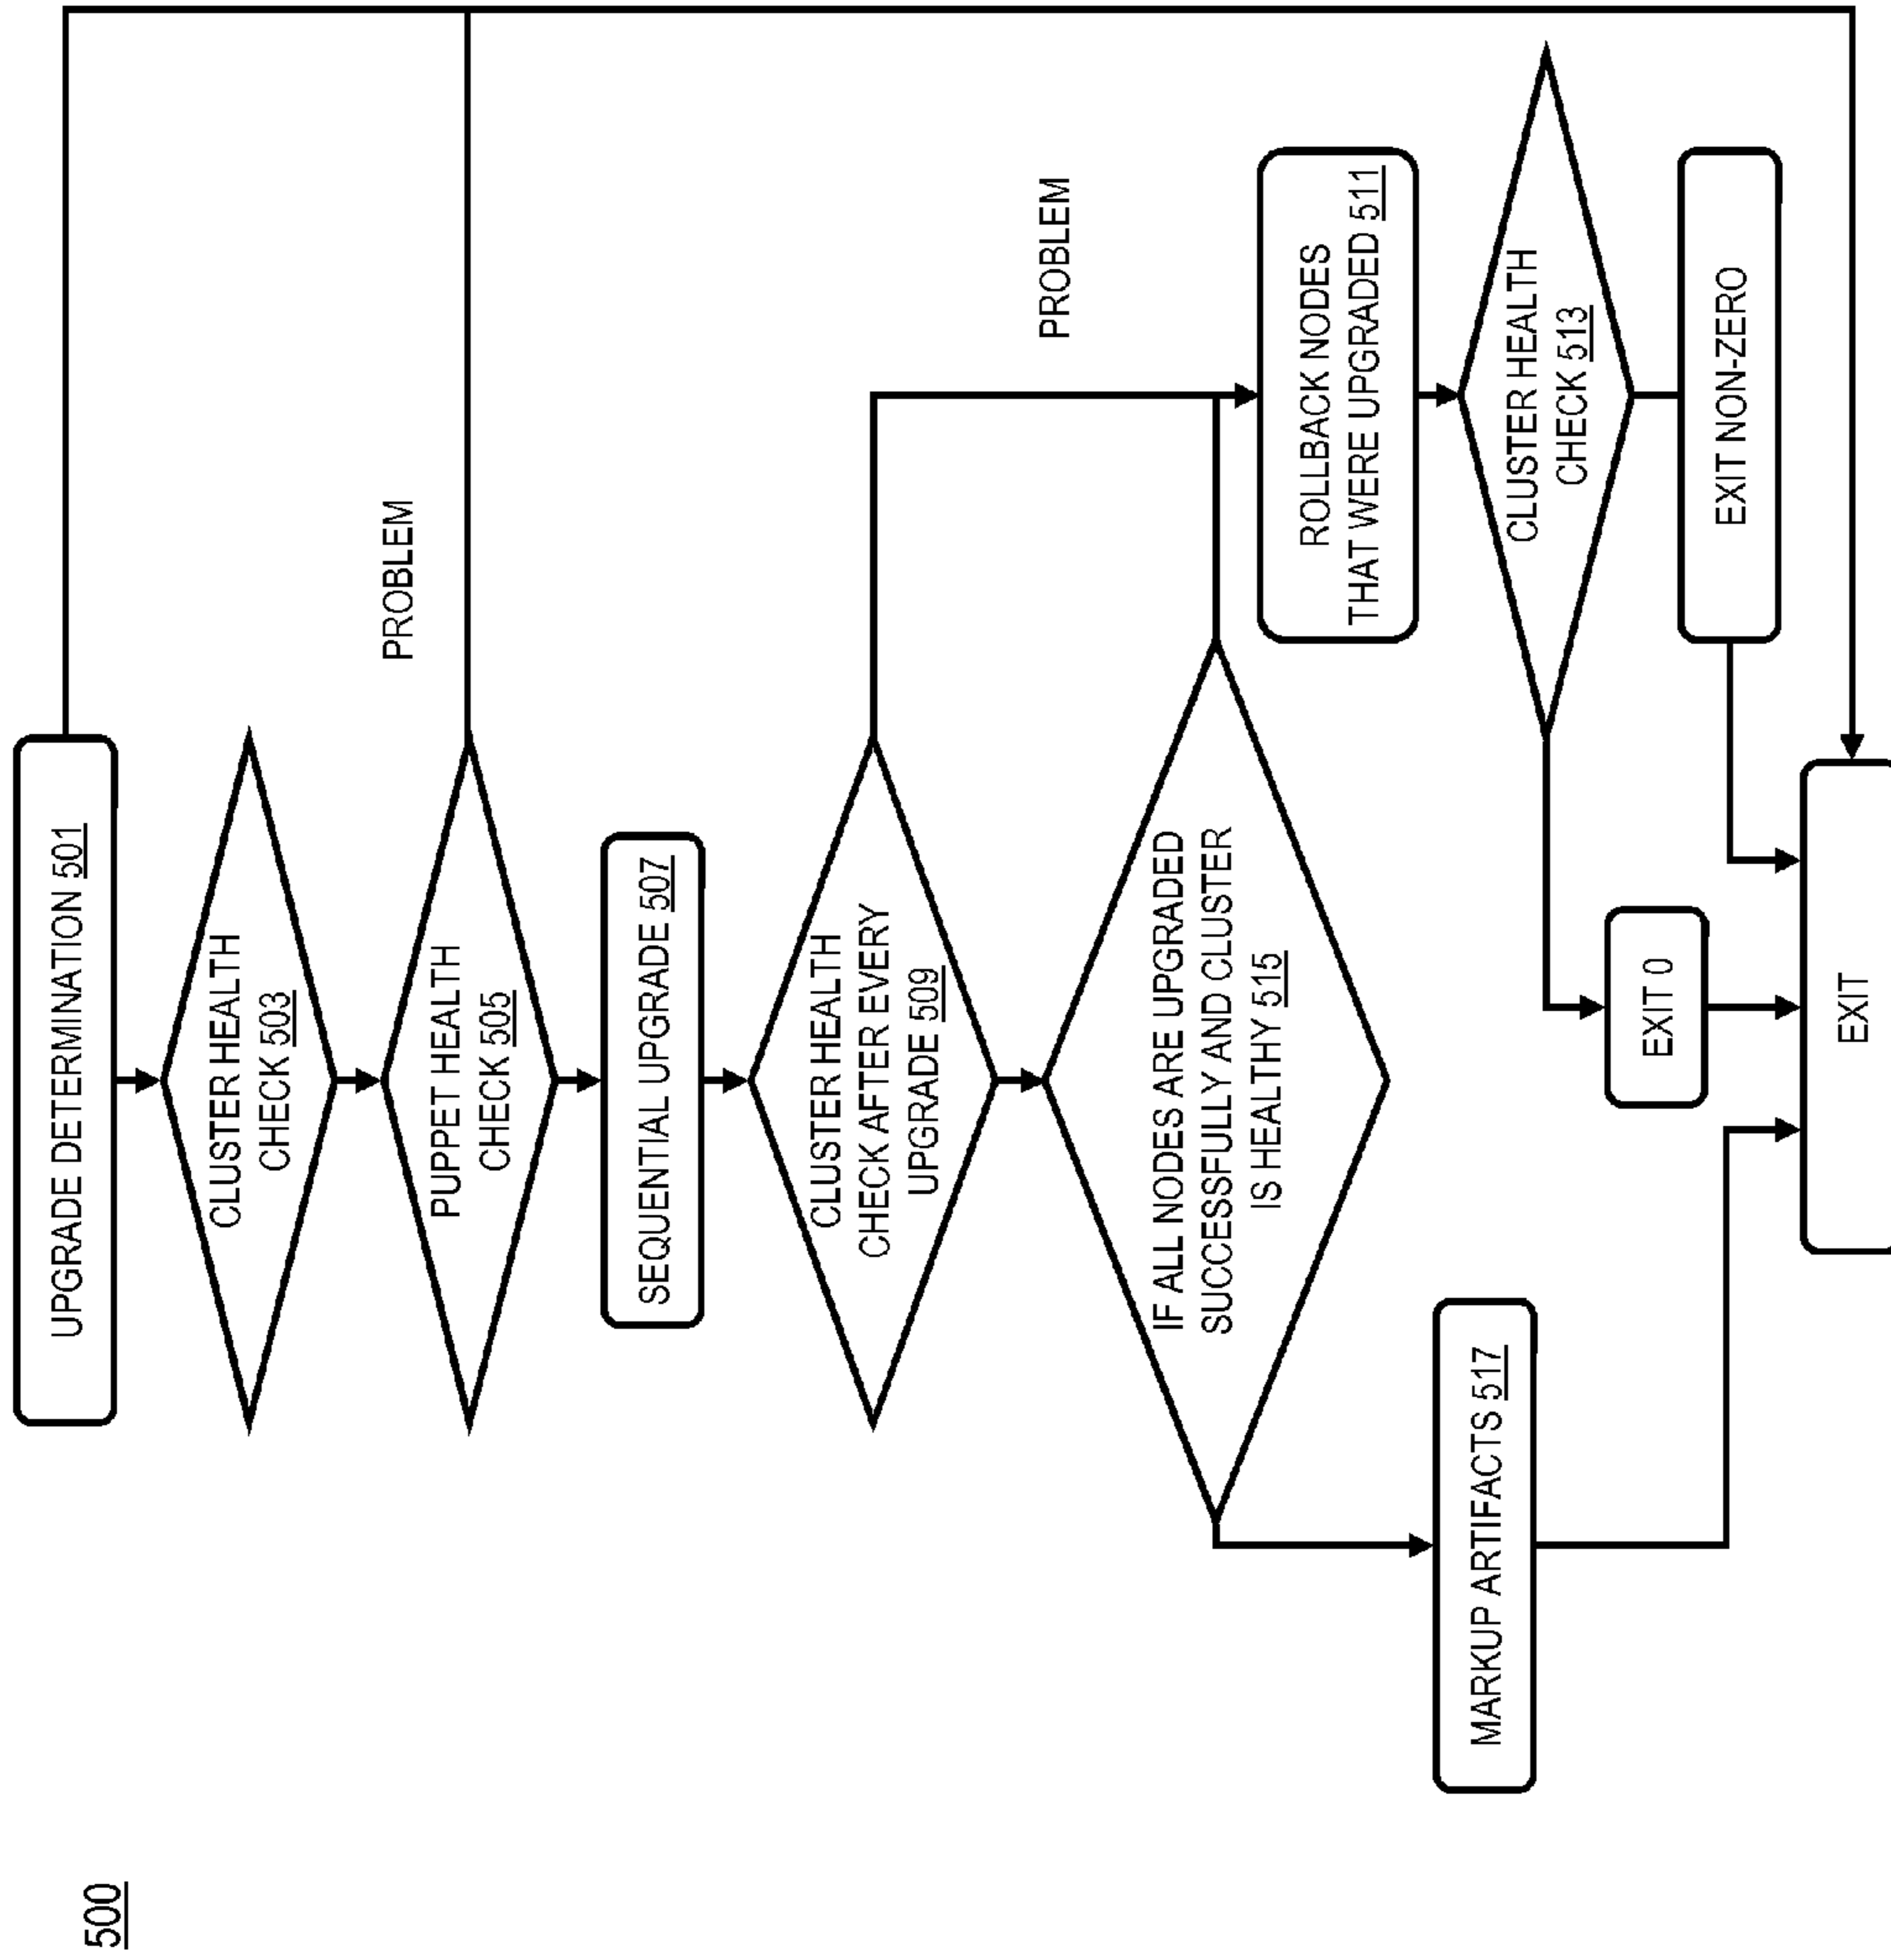 500
UPGRADE DETERMINATION 501
CLUSTER HEALTH
CHECK 503
PUPPET HEALTH
CHECK 505
PROBLEM
SEQUENTIAL UPGRADE 507
CLUSTER HEALTH
CHECK AFTER EVERY
UPGRADE 509
PROBLEM
IF ALL NODES ARE UPGRADED
SUCCESSFULLY AND CLUSTER
IS HEALTHY 515
ROLLBACK NODES
THAT WERE UPGRADED 511
MARKUP ARTIFACTS 517
CLUSTER HEALTH
CHECK 513
EXIT 0
EXIT NON-ZERO
EXIT